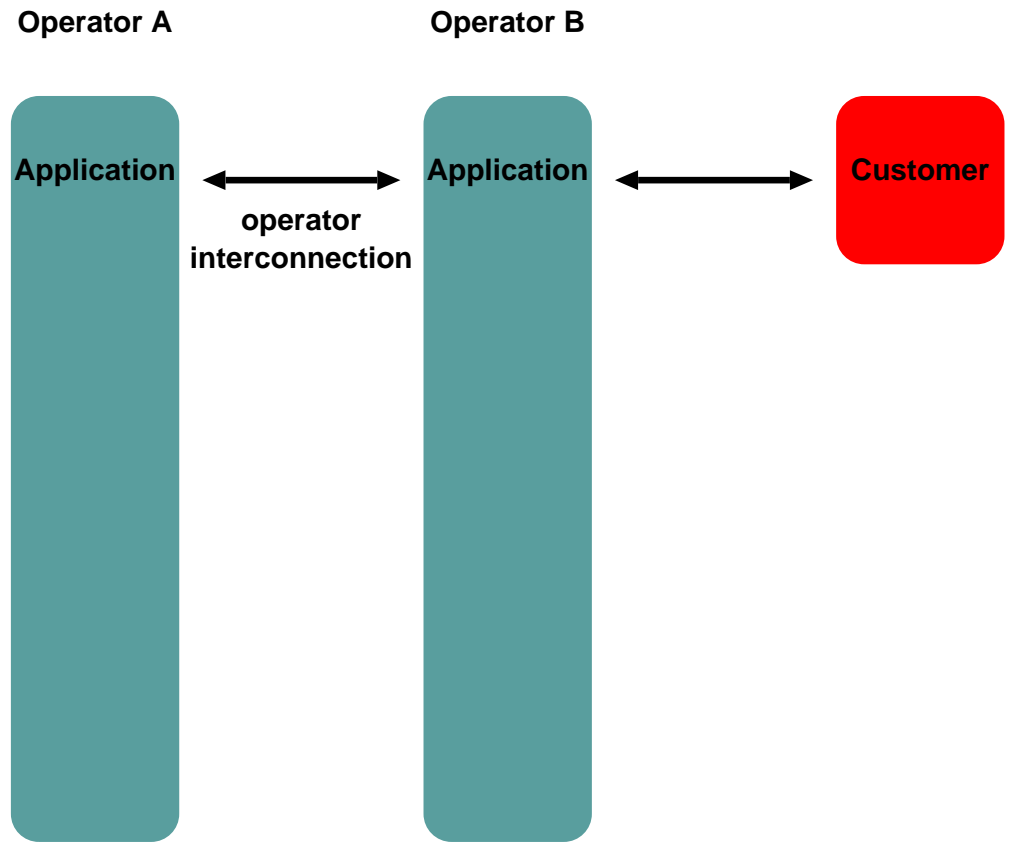 Operator A
Operator B
Application
Application
Customer
operator
interconnection